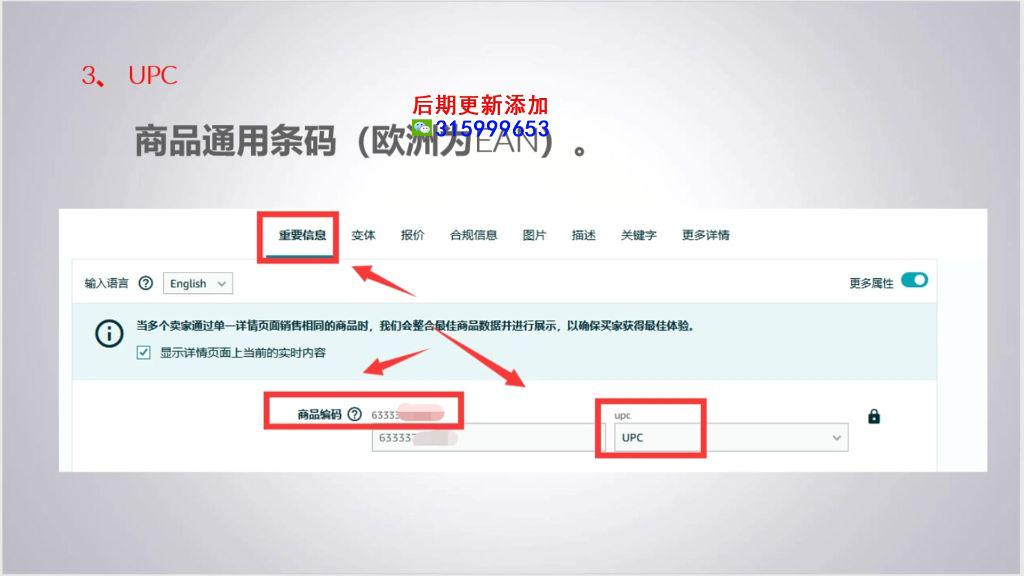 3、 UPC
后期更新添加
315999653
商品通用条码（欧洲为EAN）。
重要信息 变体 报价 合规信息 图片 描述 关键字 更多详情
输入语言 ? English 更多属性
当多个卖家通过单一详情页面销售相同的商品时，我们会整合最佳商品数据并进行展示，以确保买家获得最佳体验。
显示详情页面上当前的实时内容
商品编码 ? 63333 upc
63333 UPC